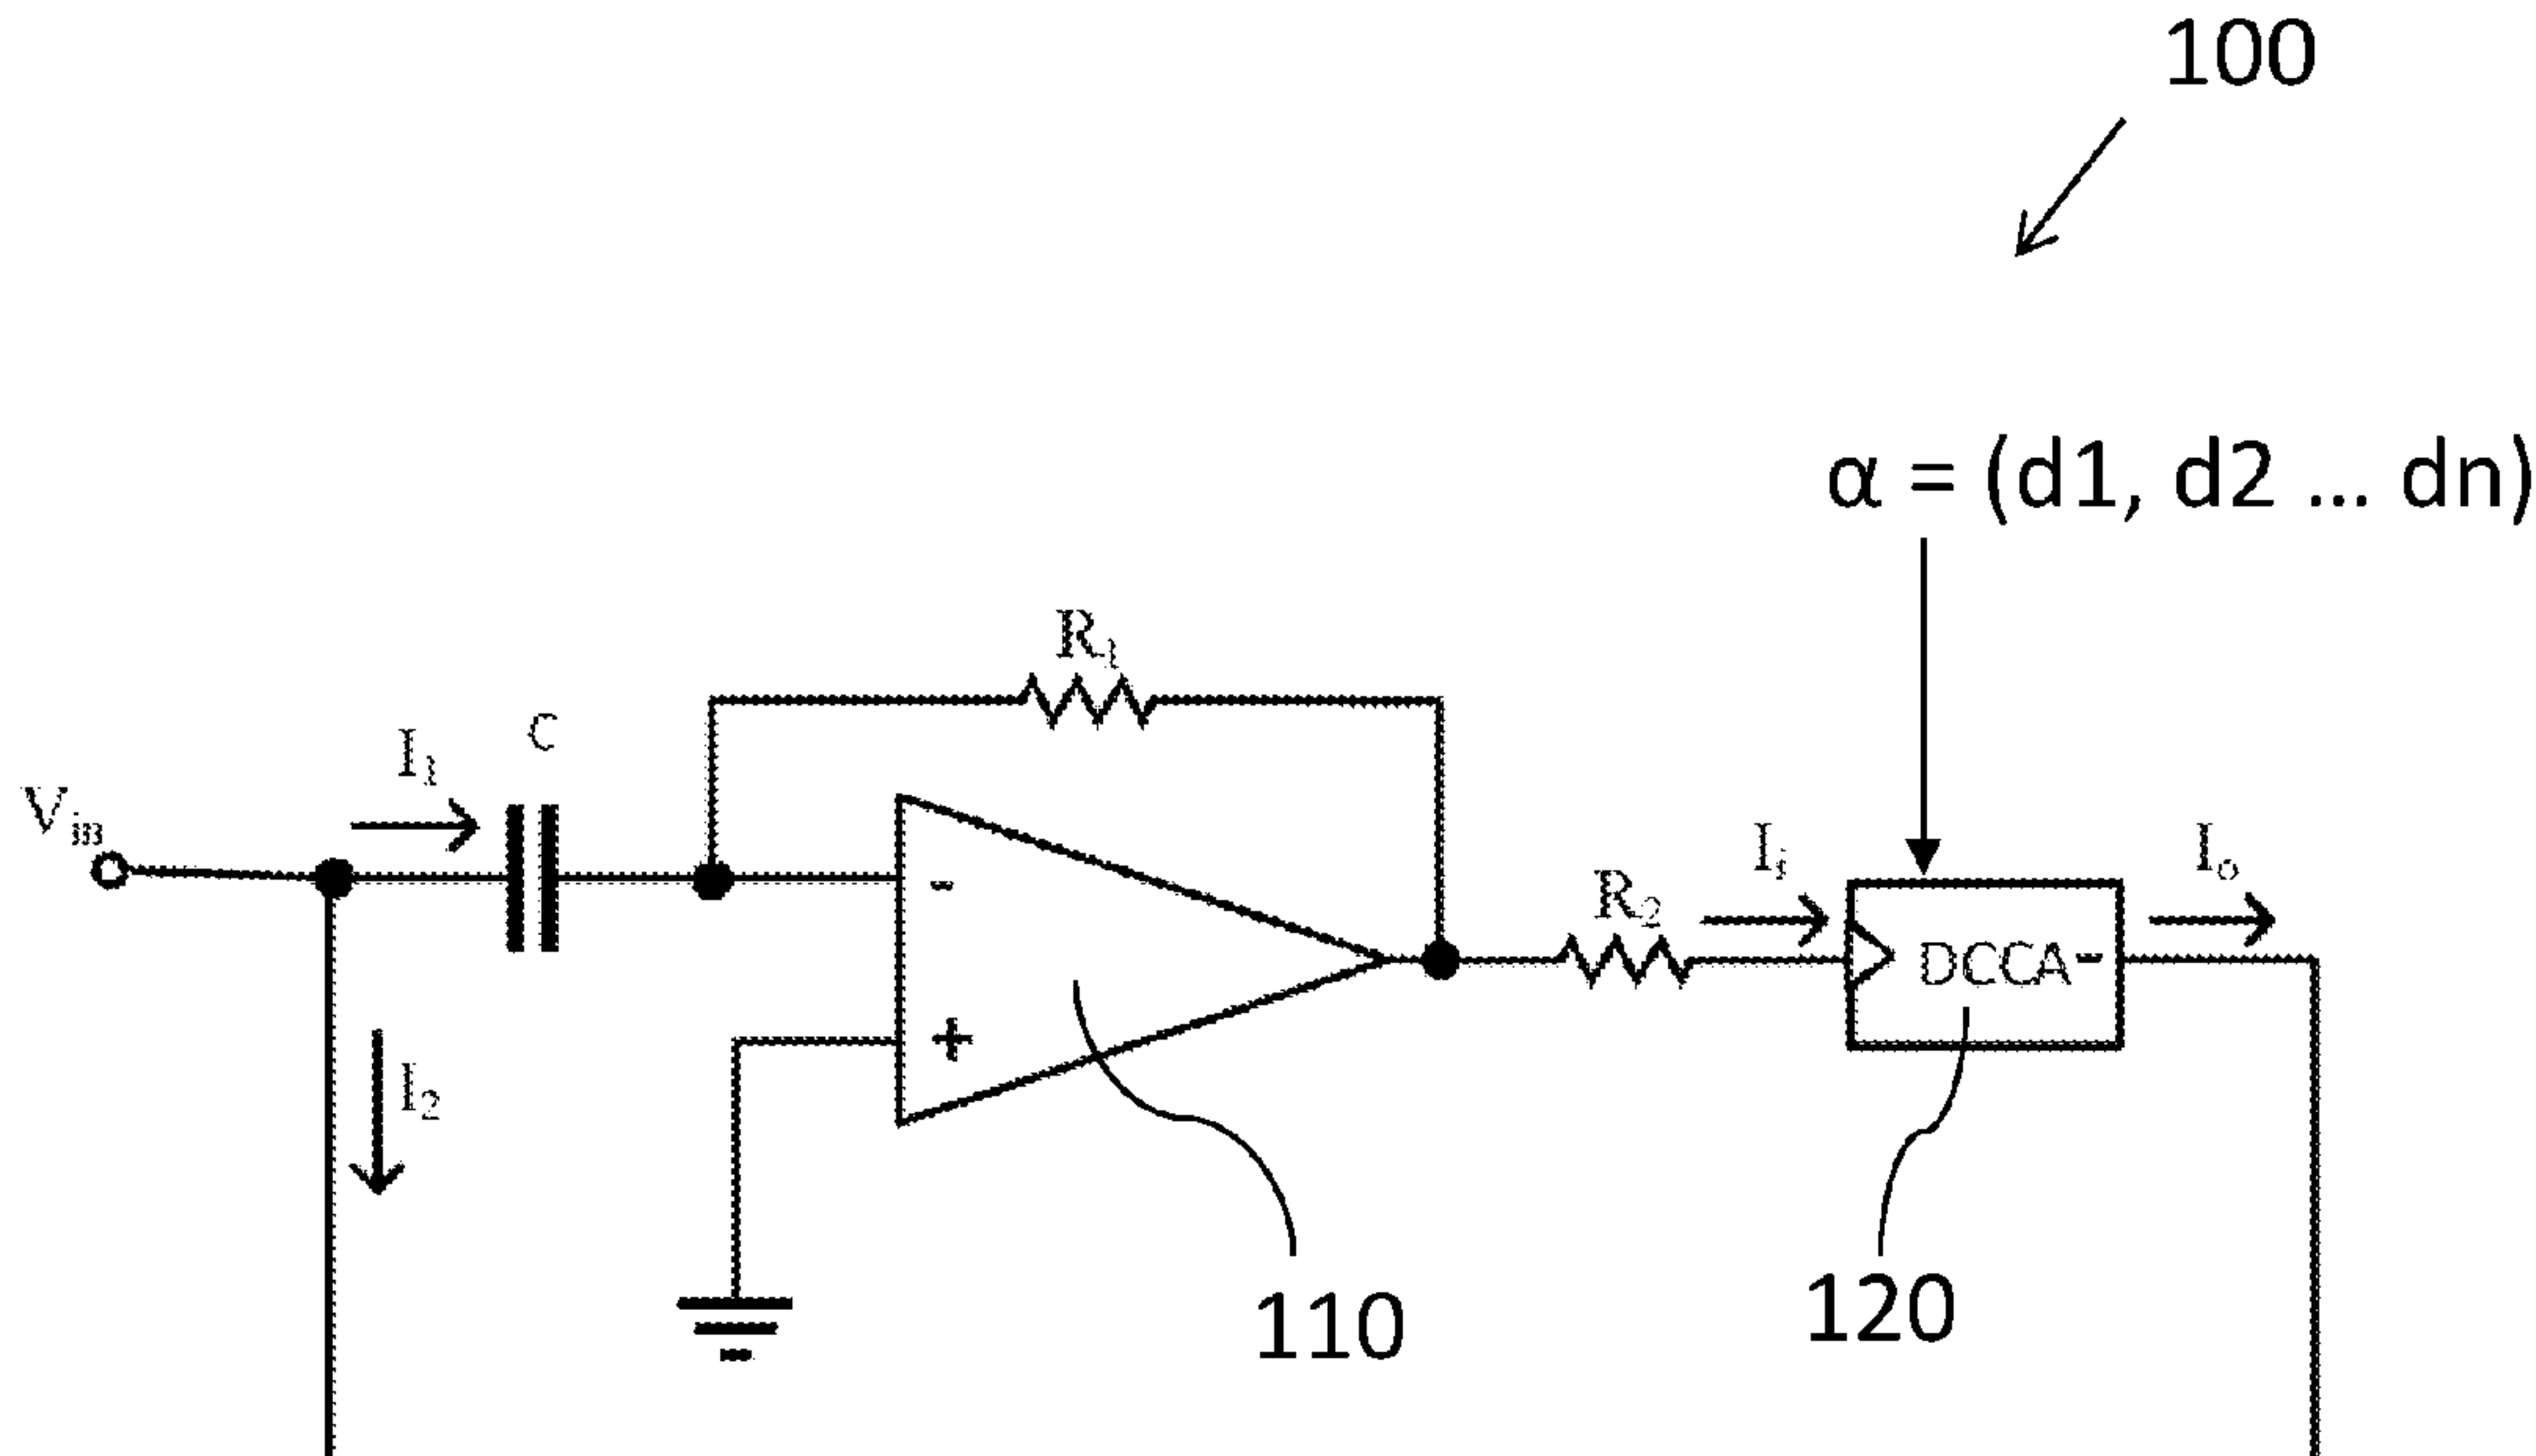 100
α = (d1, d2 ... dn)
R1
C
I1
Vin
Ii
Io
R2
-
DCCA-
+
I2
110
120